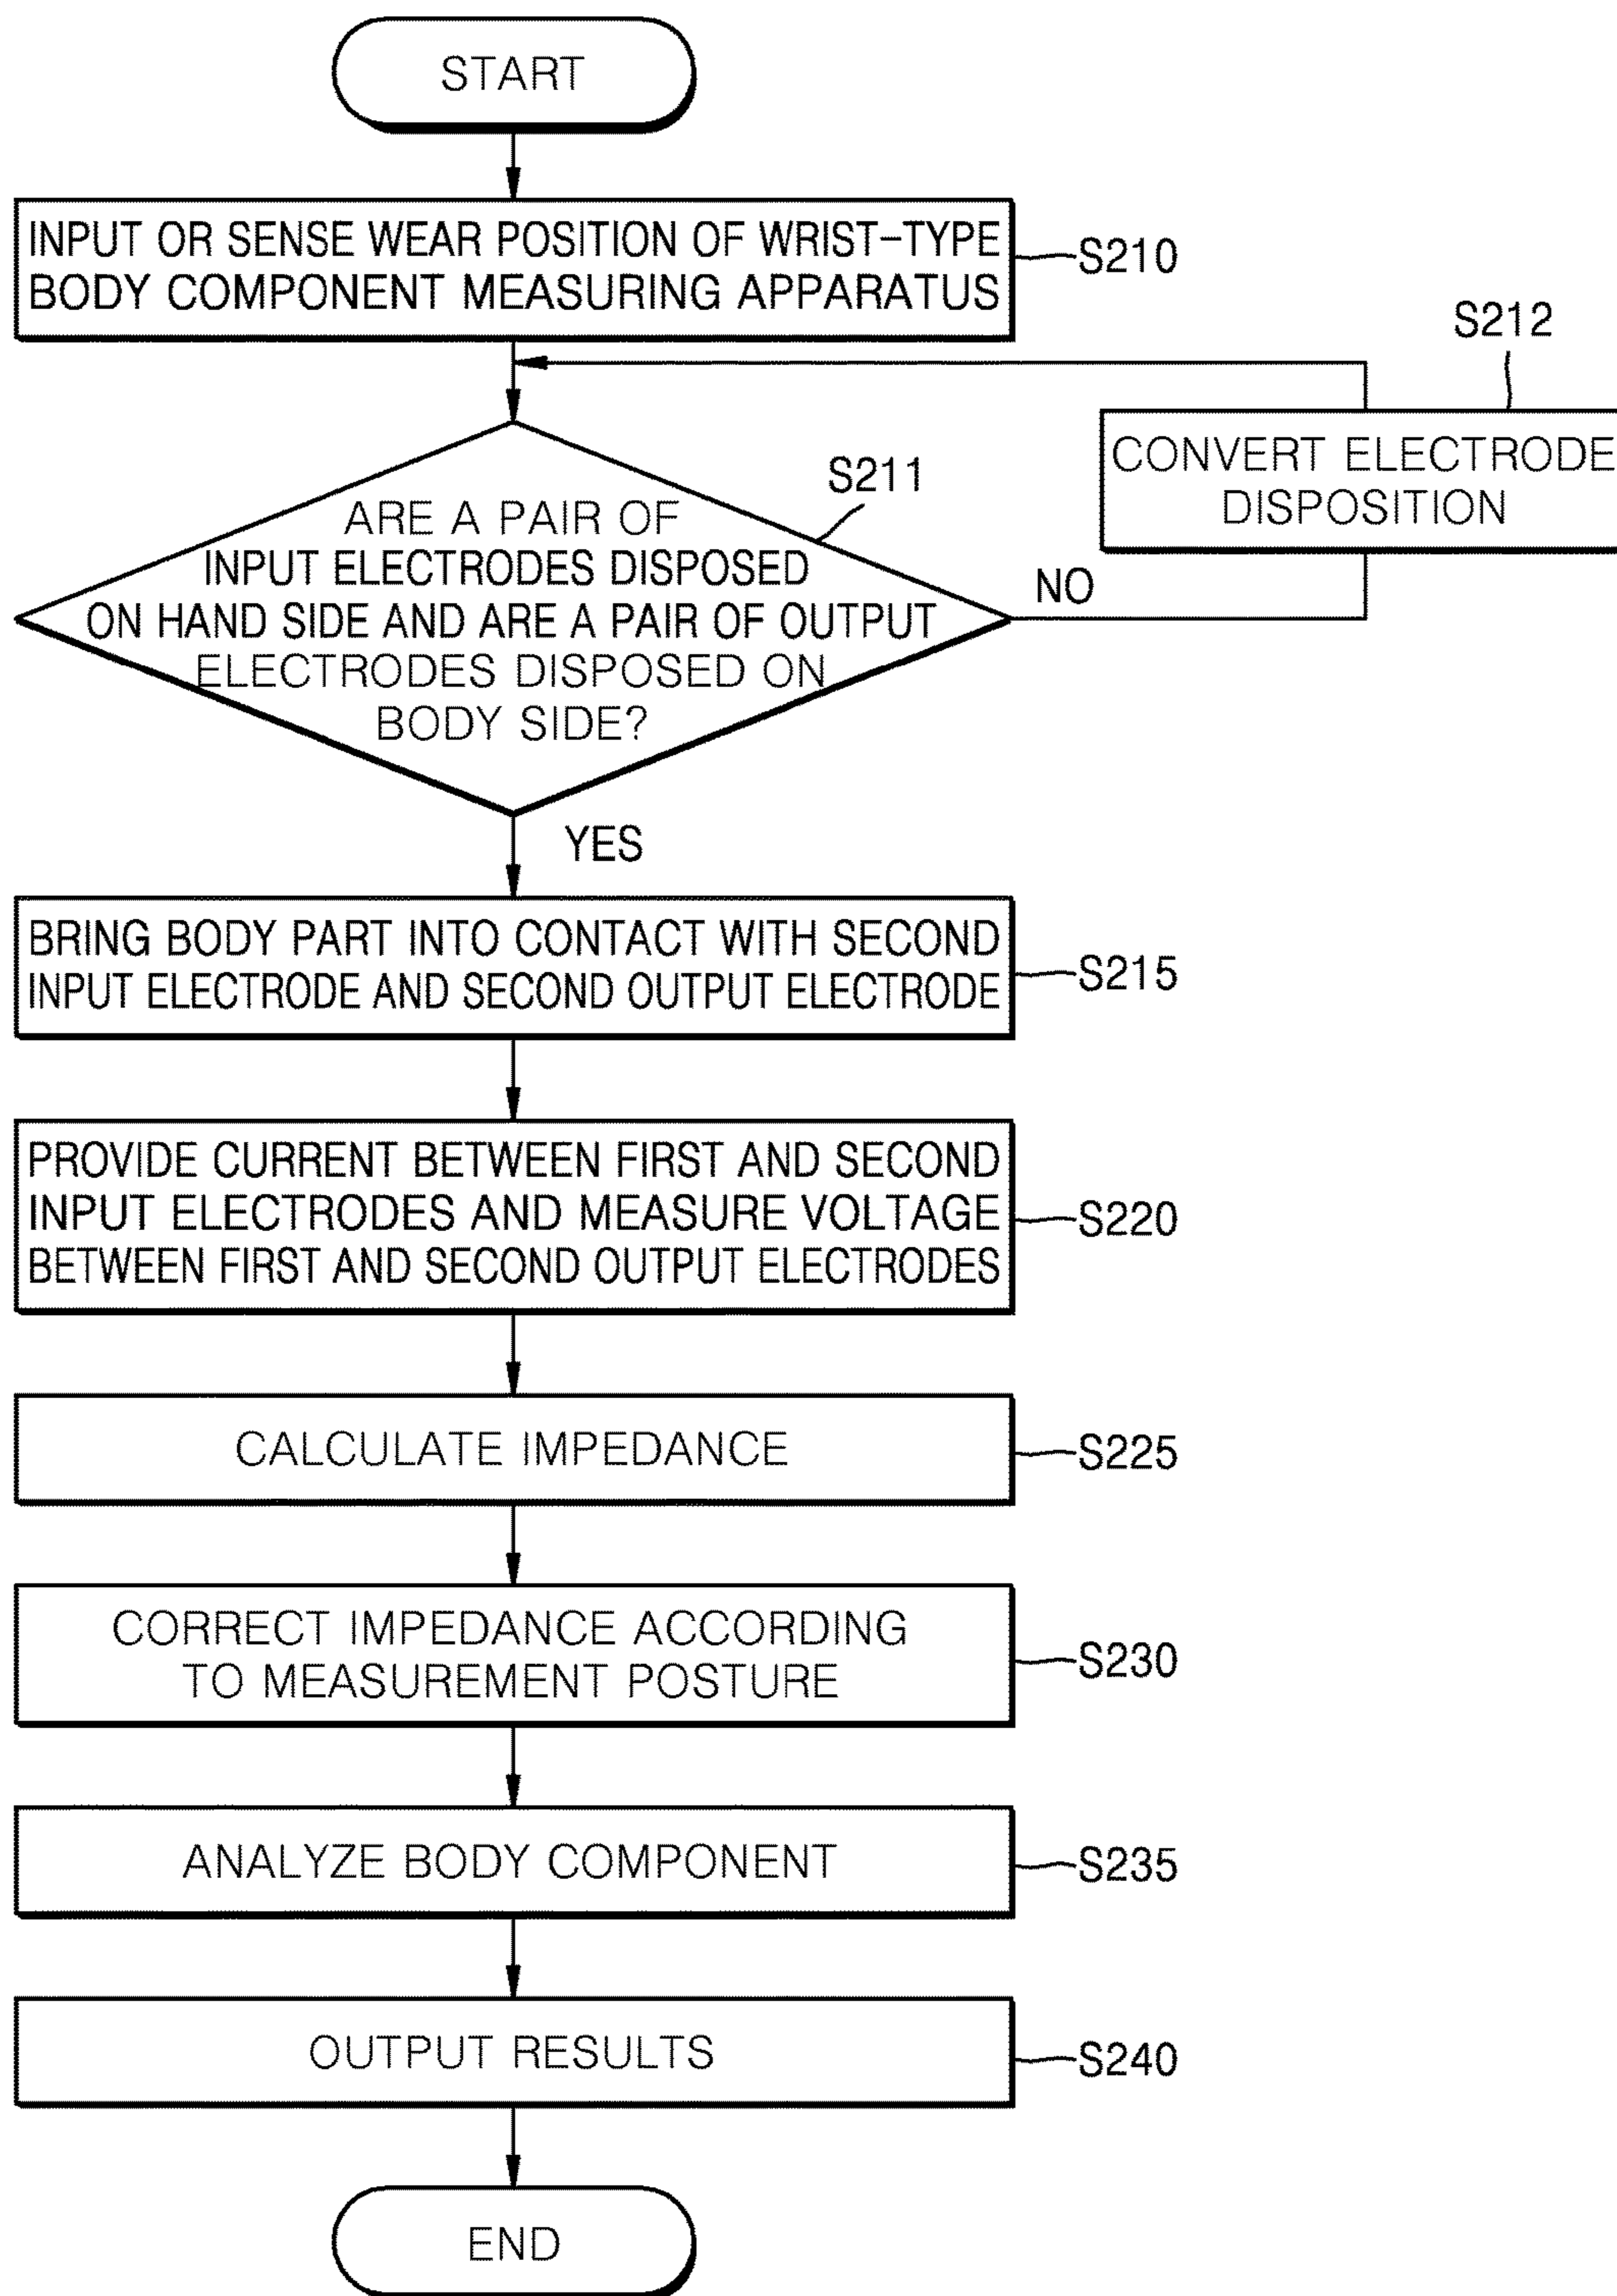 START
INPUT OR SENSE WEAR POSITION OF WRIST-TYPE
BODY COMPONENT MEASURING APPARATUS
S210
S212
CONVERT ELECTRODE
DISPOSITION
S211
ARE A PAIR OF
INPUT ELECTRODES DISPOSED
ON HAND SIDE AND ARE A PAIR OF OUTPUT
ELECTRODES DISPOSED ON
BODY SIDE?
NO
YES
BRING BODY PART INTO CONTACT WITH SECOND
INPUT ELECTRODE AND SECOND OUTPUT ELECTRODE
S215
PROVIDE CURRENT BETWEEN FIRST AND SECOND
INPUT ELECTRODES AND MEASURE VOLTAGE
BETWEEN FIRST AND SECOND OUTPUT ELECTRODES
S220
CALCULATE IMPEDANCE
S225
CORRECT IMPEDANCE ACCORDING
TO MEASUREMENT POSTURE
S230
ANALYZE BODY COMPONENT
S235
OUTPUT RESULTS
S240
END